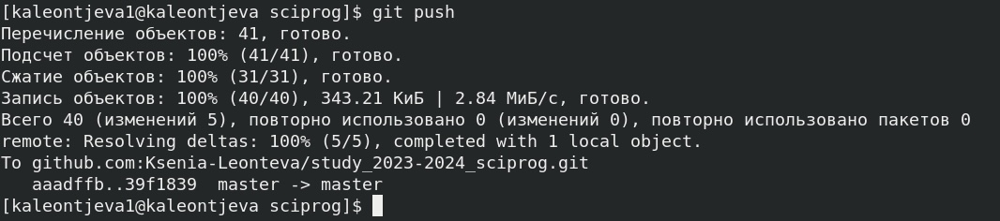 [kaleontjeva1@kaleontjeva sciprog]$ git push
Перечисление объектов: 41, готово.
Подсчет объектов: 100% (41/41), готово.
Сжатие объектов: 100% (31/31), готово.
Запись объектов: 100% (40/40), 343.21 КиБ | 2.84 МиБ/с, готово.
Всего 40 (изменений 5), повторно использовано 0 (изменений 0), повторно использовано пакетов 0
remote: Resolving deltas: 100% (5/5), completed with 1 local object.
To github.com:Ksenia-Leonteva/study_2023-2024_sciprog.git
   aaadffb..39f1839  master -> master
[kaleontjeva1@kaleontjeva sciprog]$